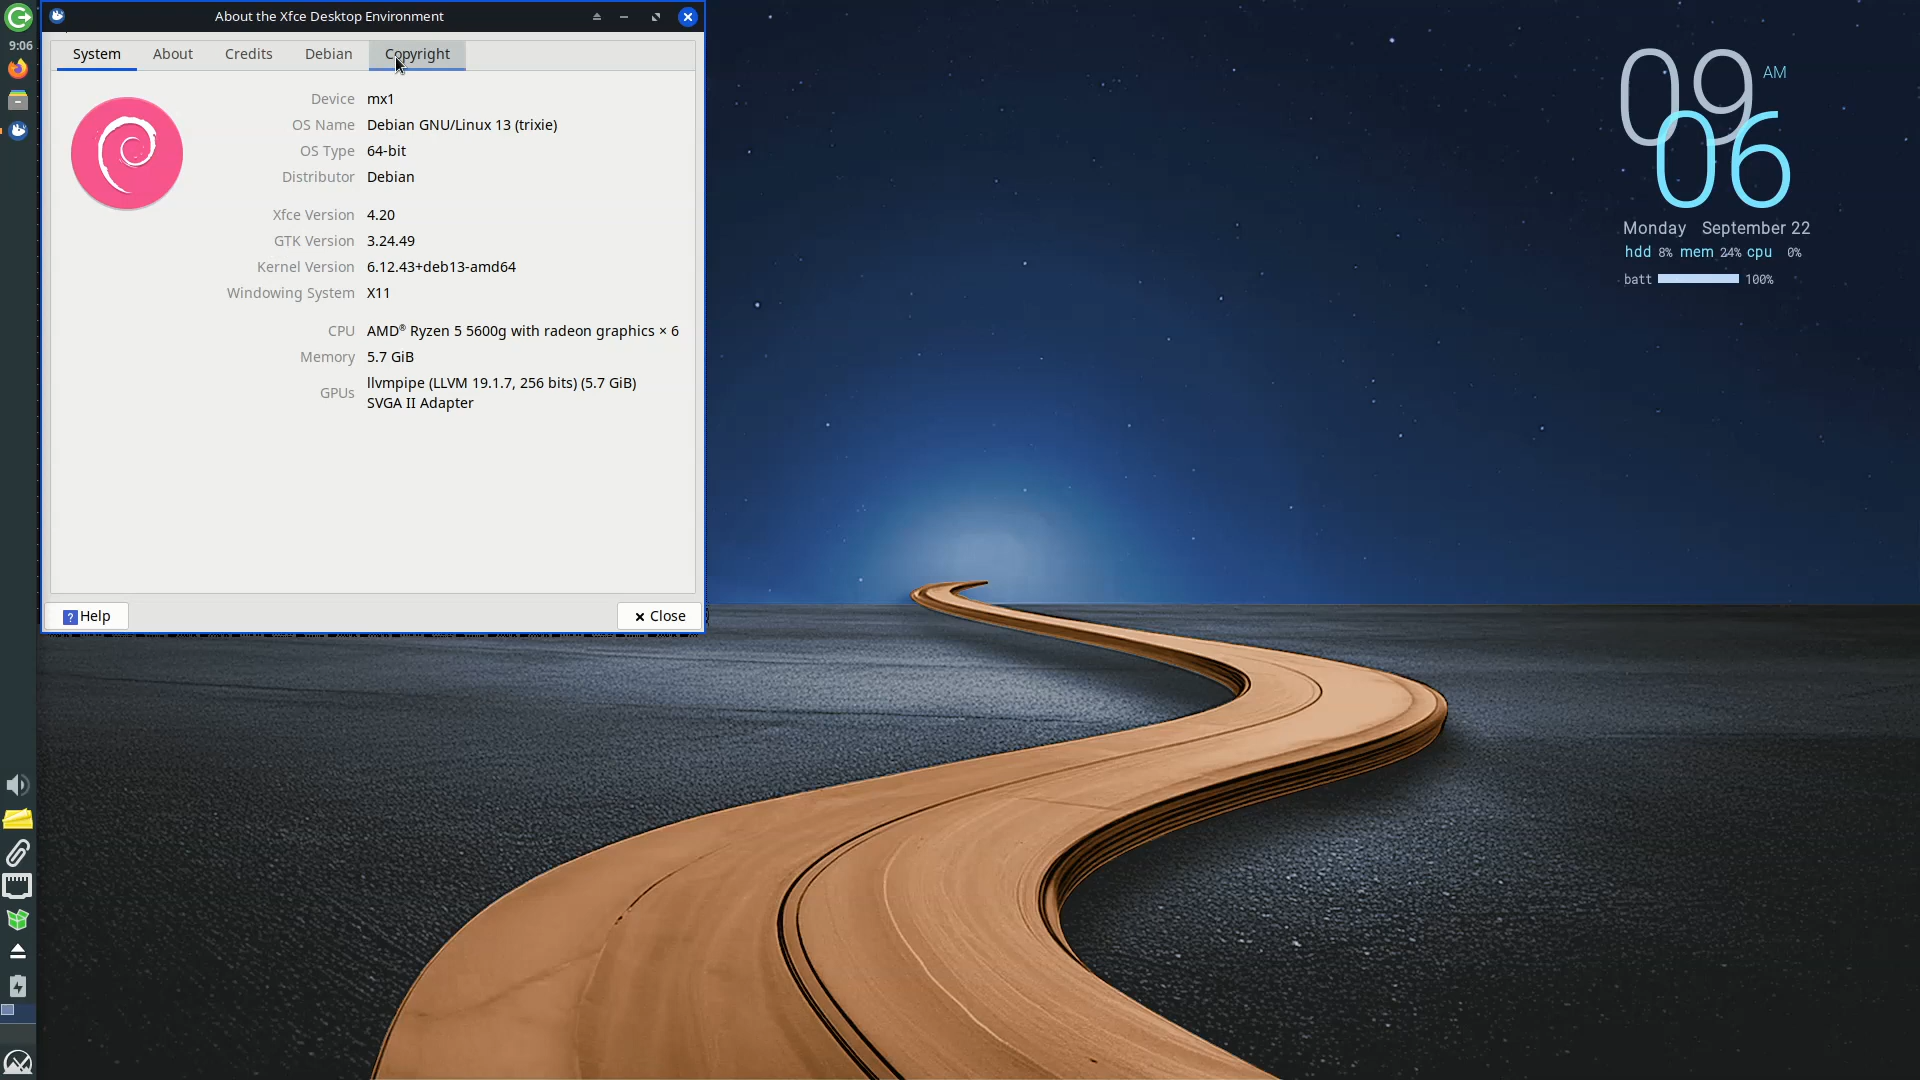 About the Xfce Desktop Environment
9:06
System About Credits Debian Copyright
Device mx1
OS Name Debian GNU/Linux 13 (trixie)
OS Type 64-bit
Distributor Debian
Xfce Version 4.20
GTK Version 3.24.49
Kernel Version 6.12.43+deb13-amd64
Windowing System X11
CPU AMD® Ryzen 5 5600g with radeon graphics × 6
Memory 5.7 GiB
GPUs llvmpipe (LLVM 19.1.7, 256 bits) (5.7 GiB)
SVGA II Adapter
? Help
Close
09 AM
06
Monday September 22
hdd 8% mem 24% cpu 0%
batt 100%